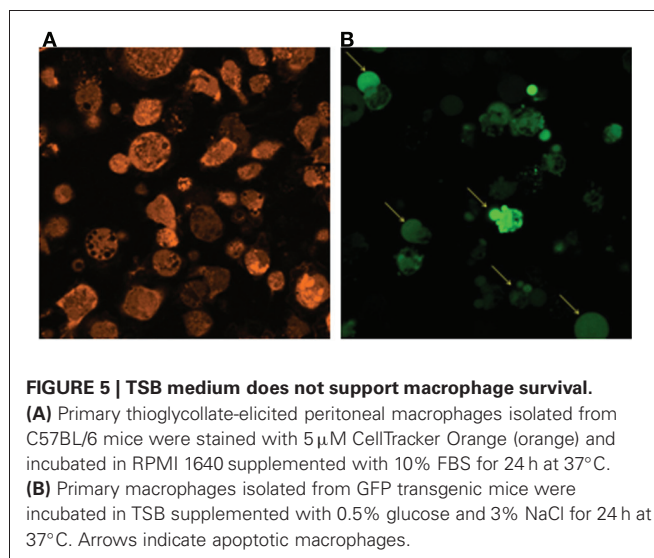 A
B
FIGURE 5 | TSB medium does not support macrophage survival.
(A) Primary thioglycollate-elicited peritoneal macrophages isolated from
C57BL/6 mice were stained with 5 μM CellTracker Orange (orange) and
incubated in RPMI 1640 supplemented with 10% FBS for 24 h at 37°C.
(B) Primary macrophages isolated from GFP transgenic mice were
incubated in TSB supplemented with 0.5% glucose and 3% NaCl for 24 h at
37°C. Arrows indicate apoptotic macrophages.